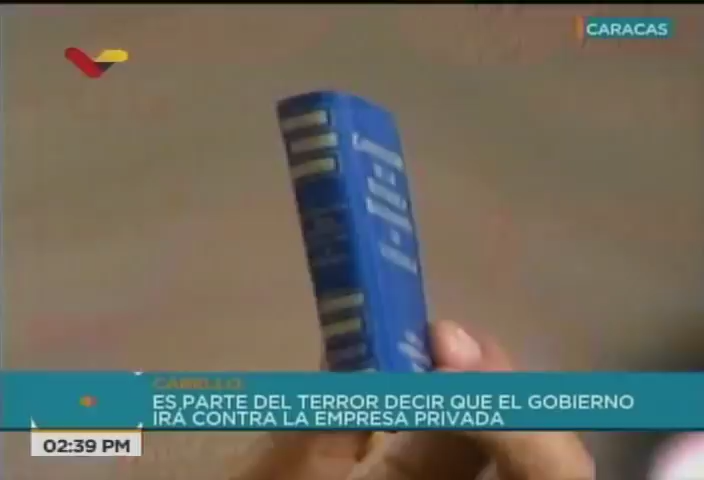 CARACAS
CABELLO:
ES PARTE DEL TERROR DECIR QUE EL GOBIERNO
IRÁ CONTRA LA EMPRESA PRIVADA
02:39 PM